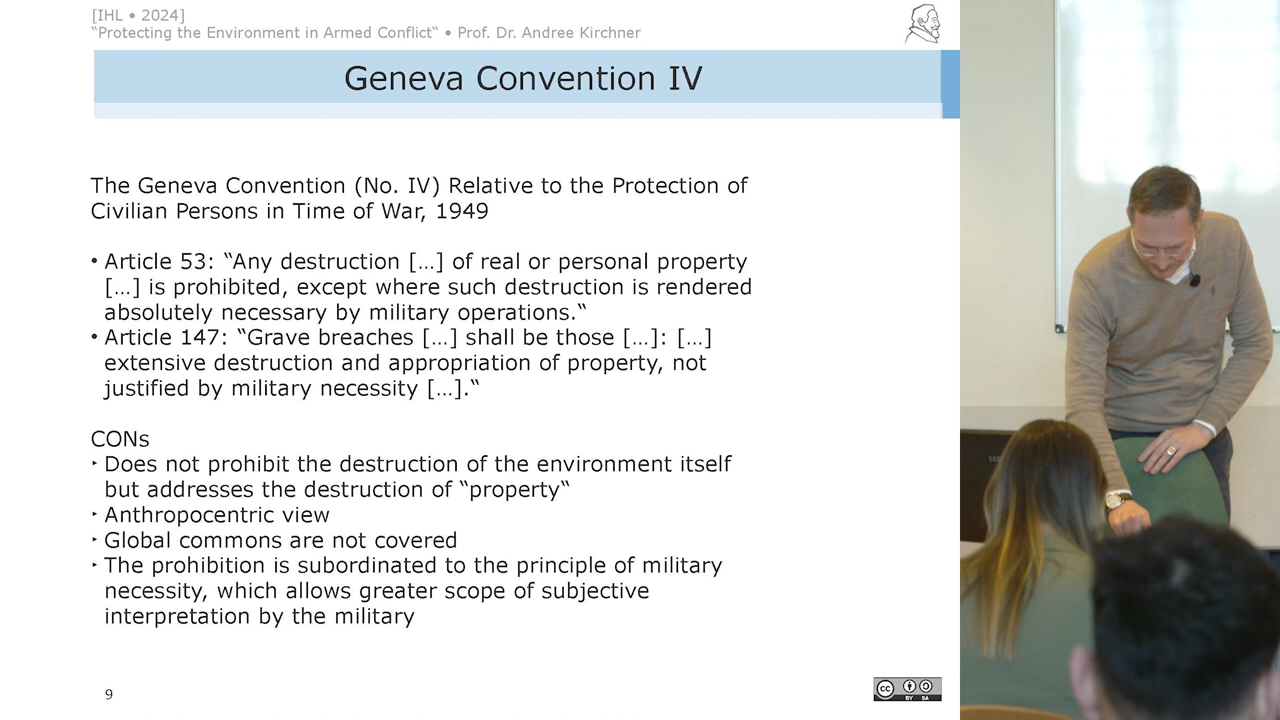 [IHL • 2024]
“Protecting the Environment in Armed Conflict“ • Prof. Dr. Andree Kirchner
Geneva Convention IV
The Geneva Convention (No. IV) Relative to the Protection of
Civilian Persons in Time of War, 1949
• Article 53: “Any destruction […] of real or personal property
[…] is prohibited, except where such destruction is rendered
absolutely necessary by military operations.“
• Article 147: “Grave breaches […] shall be those […]: […]
extensive destruction and appropriation of property, not
justified by military necessity […].“
CONs
‣ Does not prohibit the destruction of the environment itself
but addresses the destruction of “property“
‣ Anthropocentric view
‣ Global commons are not covered
‣ The prohibition is subordinated to the principle of military
necessity, which allows greater scope of subjective
interpretation by the military
9
cc
BY SA